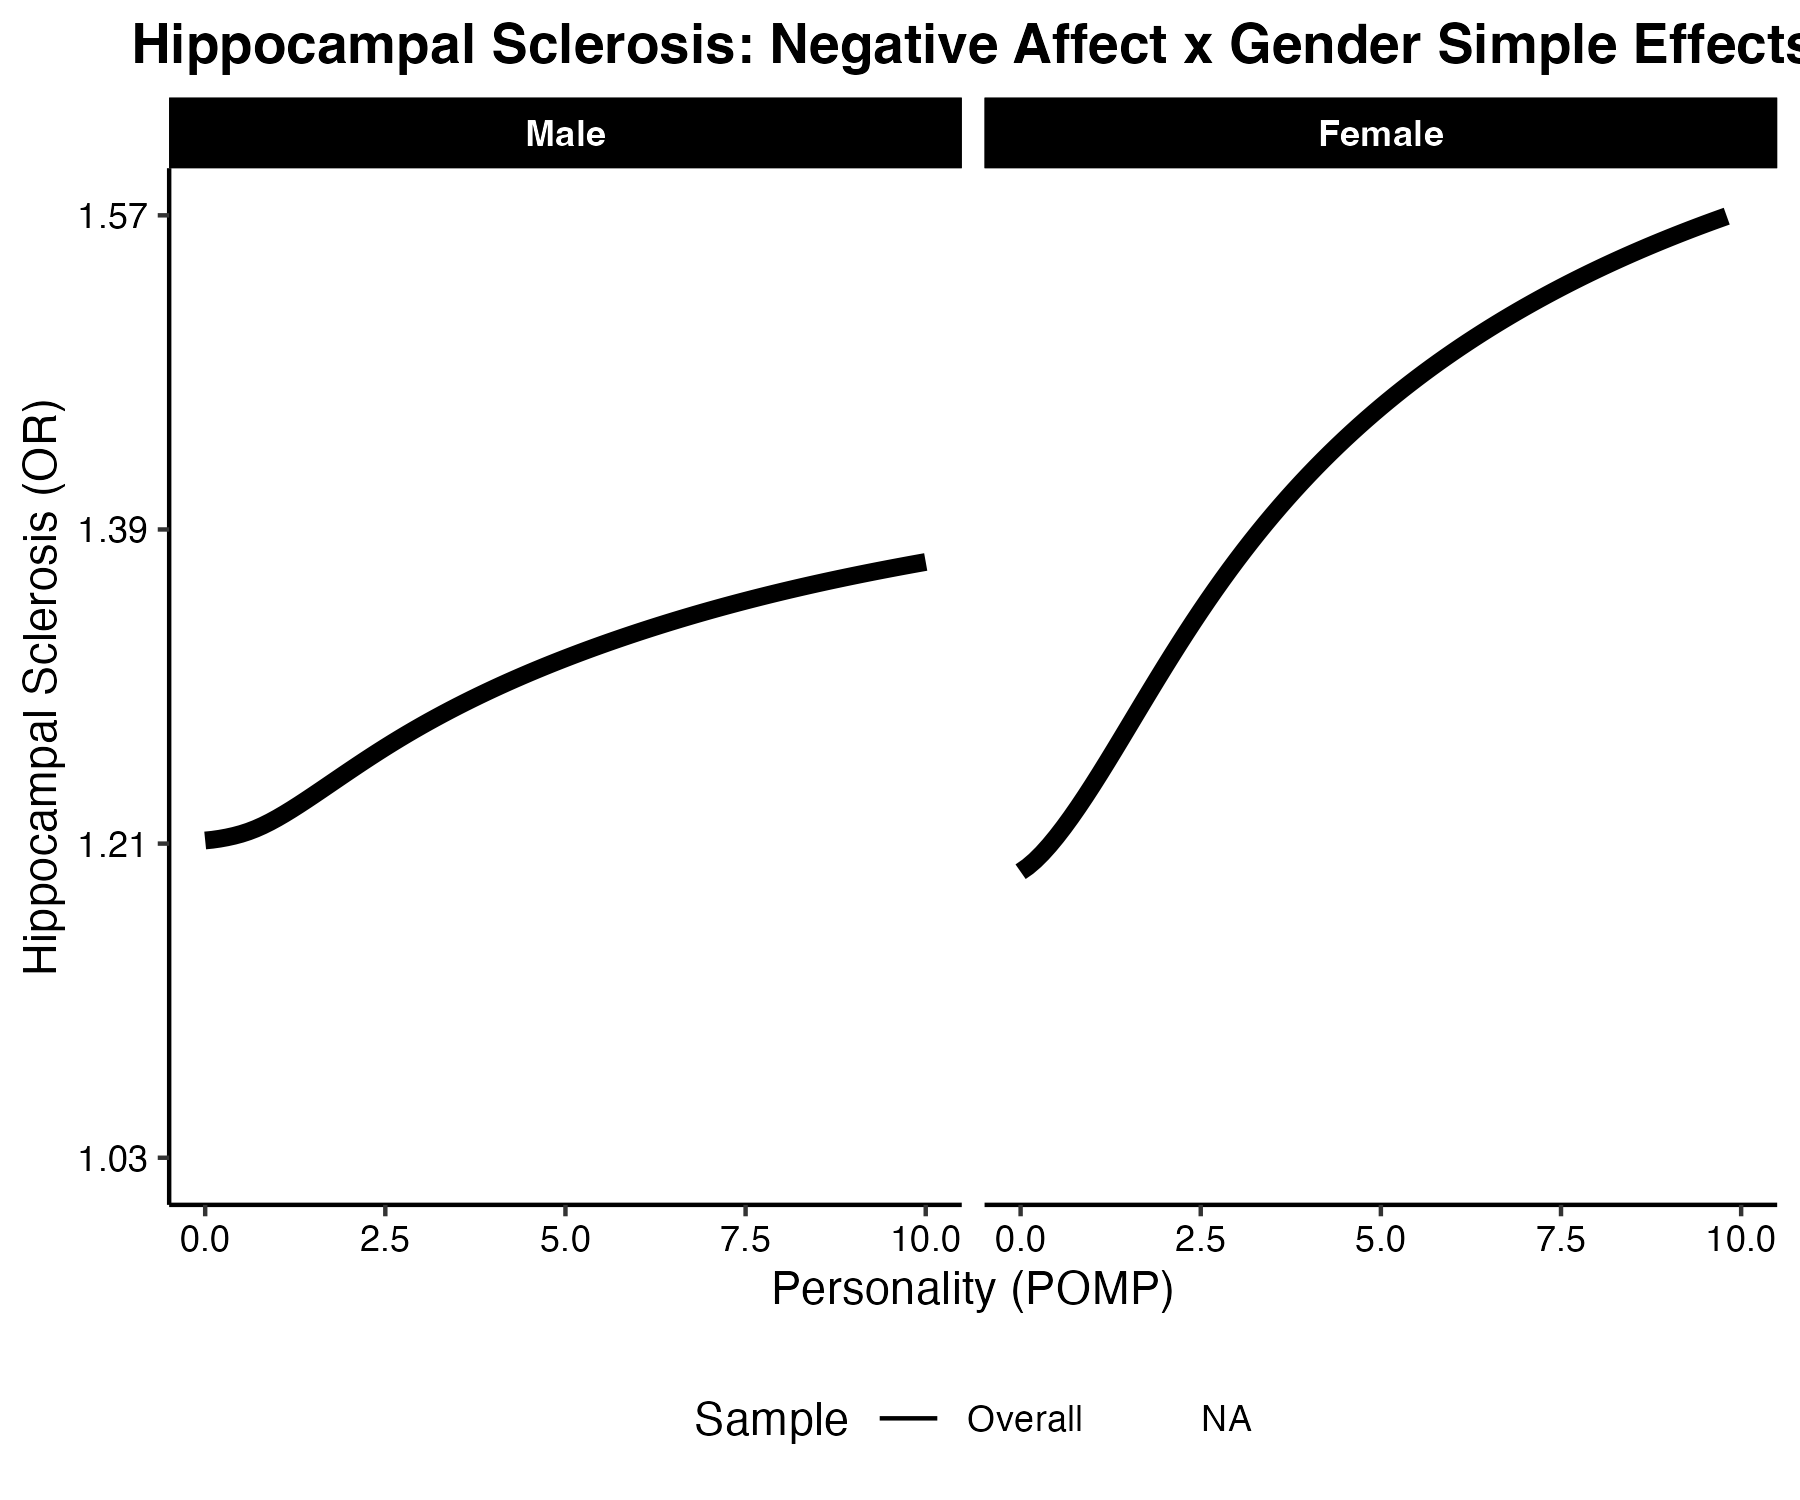 Hippocampal Sclerosis: Negative Affect x Gender Simple Effects
Male
Female
Hippocampal Sclerosis (OR)
1.57
1.39
1.21
1.03
0.0 2.5 5.0 7.5 10.0
0.0 2.5 5.0 7.5 10.0
Personality (POMP)
Sample Overall NA